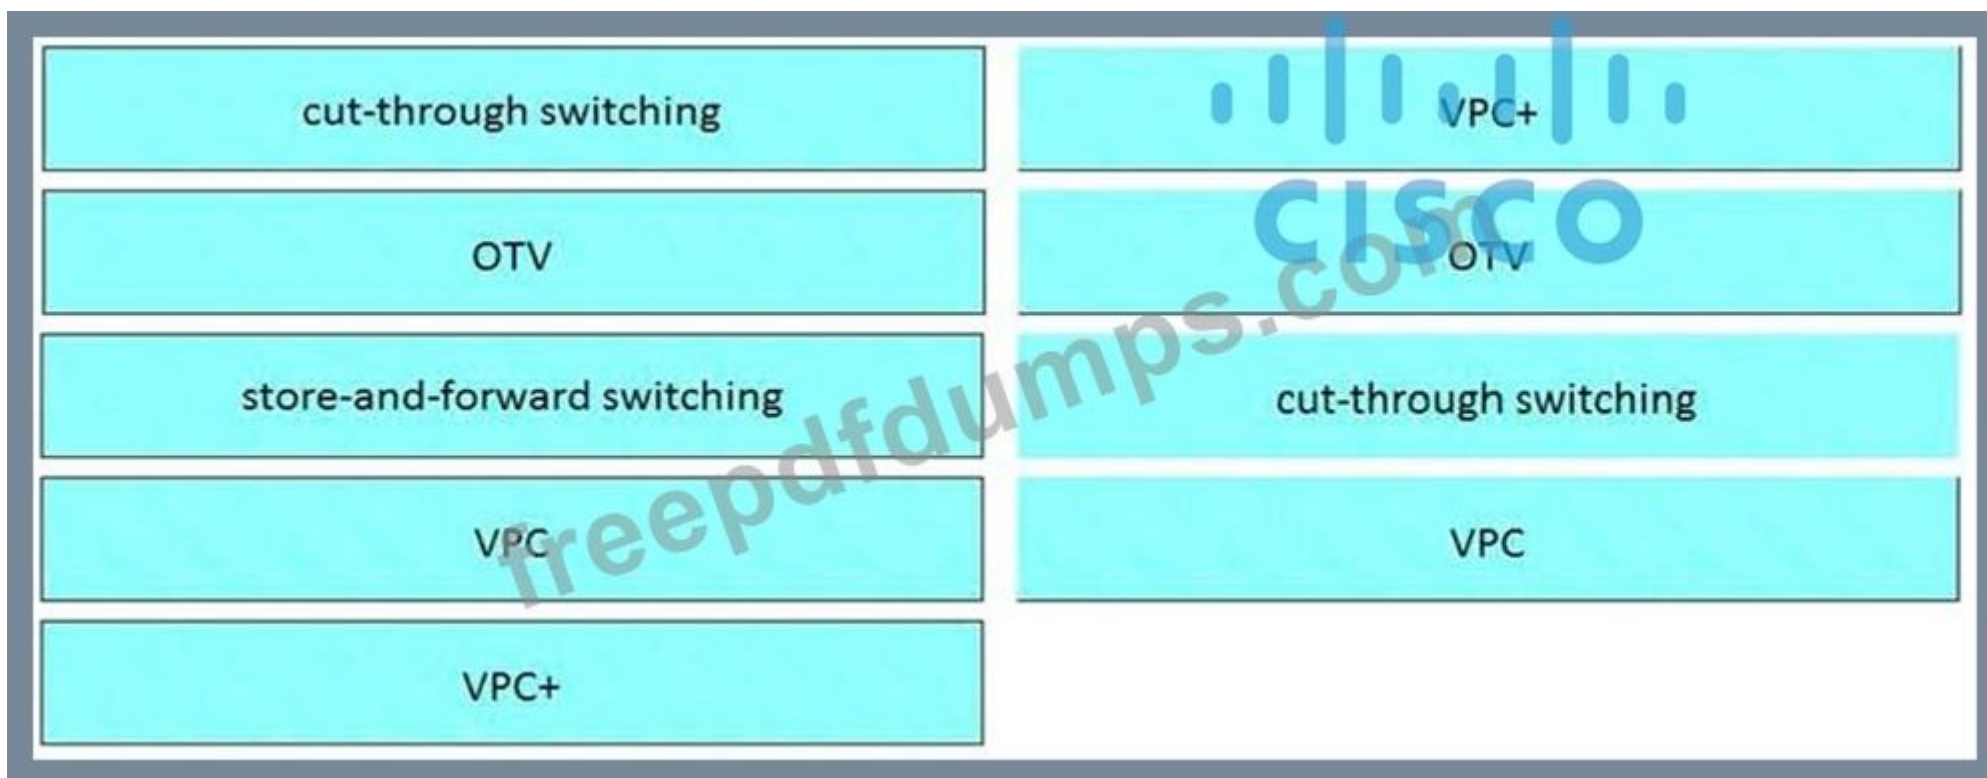 cut-through switching
VPC+
CISCO
OTV
OTV
store-and-forward switching
cut-through switching
VPC
VPC
VPC+
freepdfdumps.com